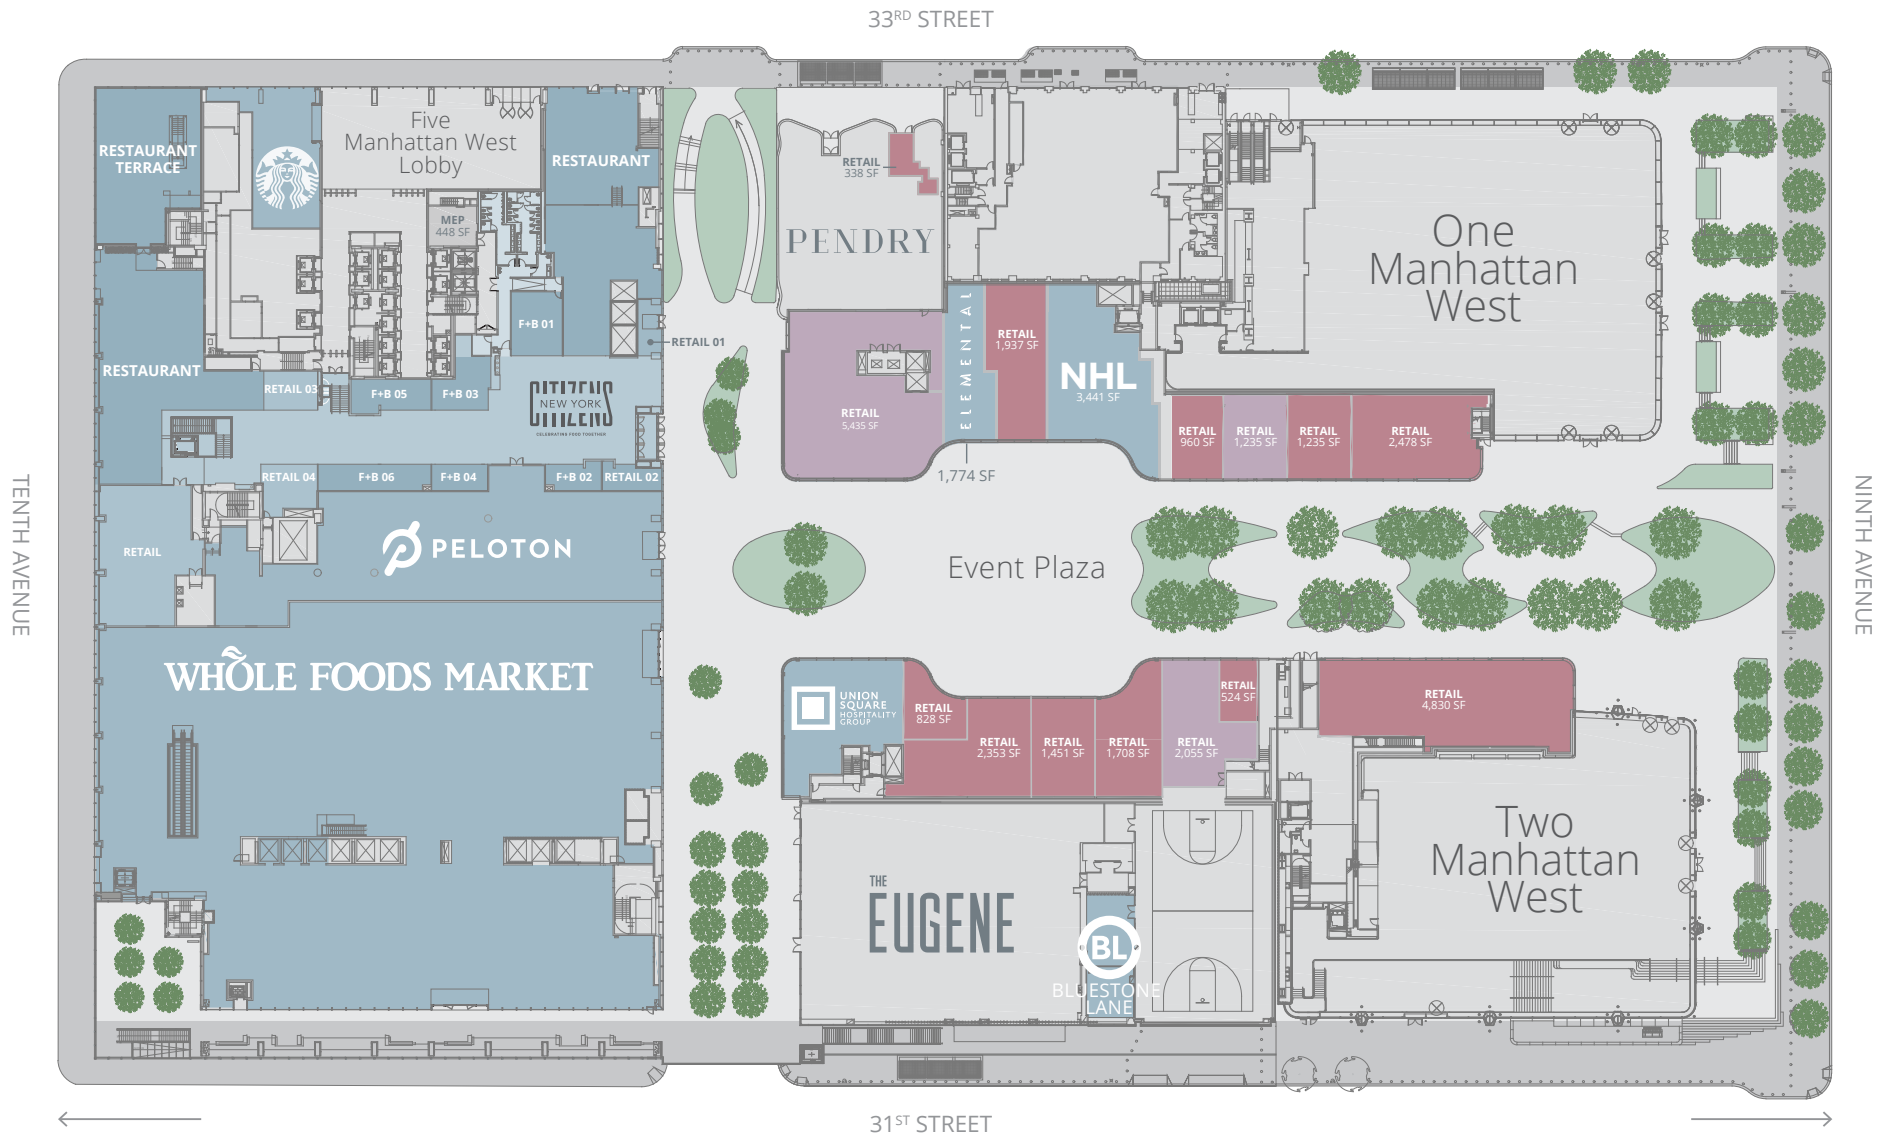 33RD STREET
RESTAURANT
TERRACE
Five
Manhattan West
Lobby
RESTAURANT
MEP
448 SF
RETAIL
338 SF
PENDRY
One
Manhattan
West
F+B 01
RETAIL 01
RESTAURANT
RETAIL 03
F+B 05
F+B 03
CITIZENS
NEW YORK
CITIZENS
CELEBRATING FOOD TOGETHER
RETAIL
5,435 SF
ELEMENTAL
1,774 SF
RETAIL
1,937 SF
NHL
3,441 SF
RETAIL
960 SF
RETAIL
1,235 SF
RETAIL
1,235 SF
RETAIL
2,478 SF
RETAIL 04
F+B 06
F+B 04
F+B 02
RETAIL 02
TENTH AVENUE
NINTH AVENUE
RETAIL
PELOTON
Event Plaza
WHOLE FOODS MARKET
UNION
SQUARE
HOSPITALITY
GROUP
RETAIL
828 SF
RETAIL
2,353 SF
RETAIL
1,451 SF
RETAIL
1,708 SF
RETAIL
2,055 SF
RETAIL
524 SF
RETAIL
4,830 SF
Two
Manhattan
West
THE
EUGENE
BL
BLUESTONE
LANE
31ST STREET